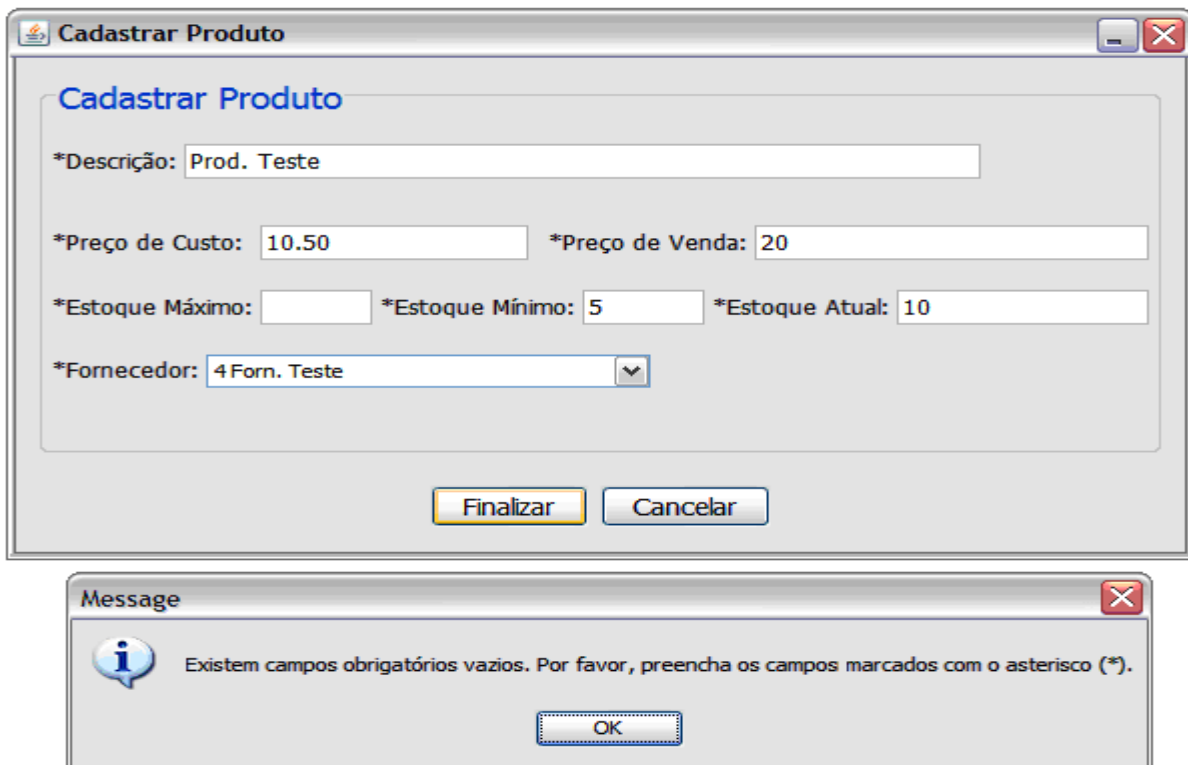 Cadastrar Produto
Cadastrar Produto
*Descrição: Prod. Teste
*Preço de Custo: 10.50 *Preço de Venda: 20
*Estoque Máximo: *Estoque Mínimo: 5 *Estoque Atual: 10
*Fornecedor: 4 Forn. Teste
Finalizar Cancelar
Message
Existem campos obrigatórios vazios. Por favor, preencha os campos marcados com o asterisco (*).
OK